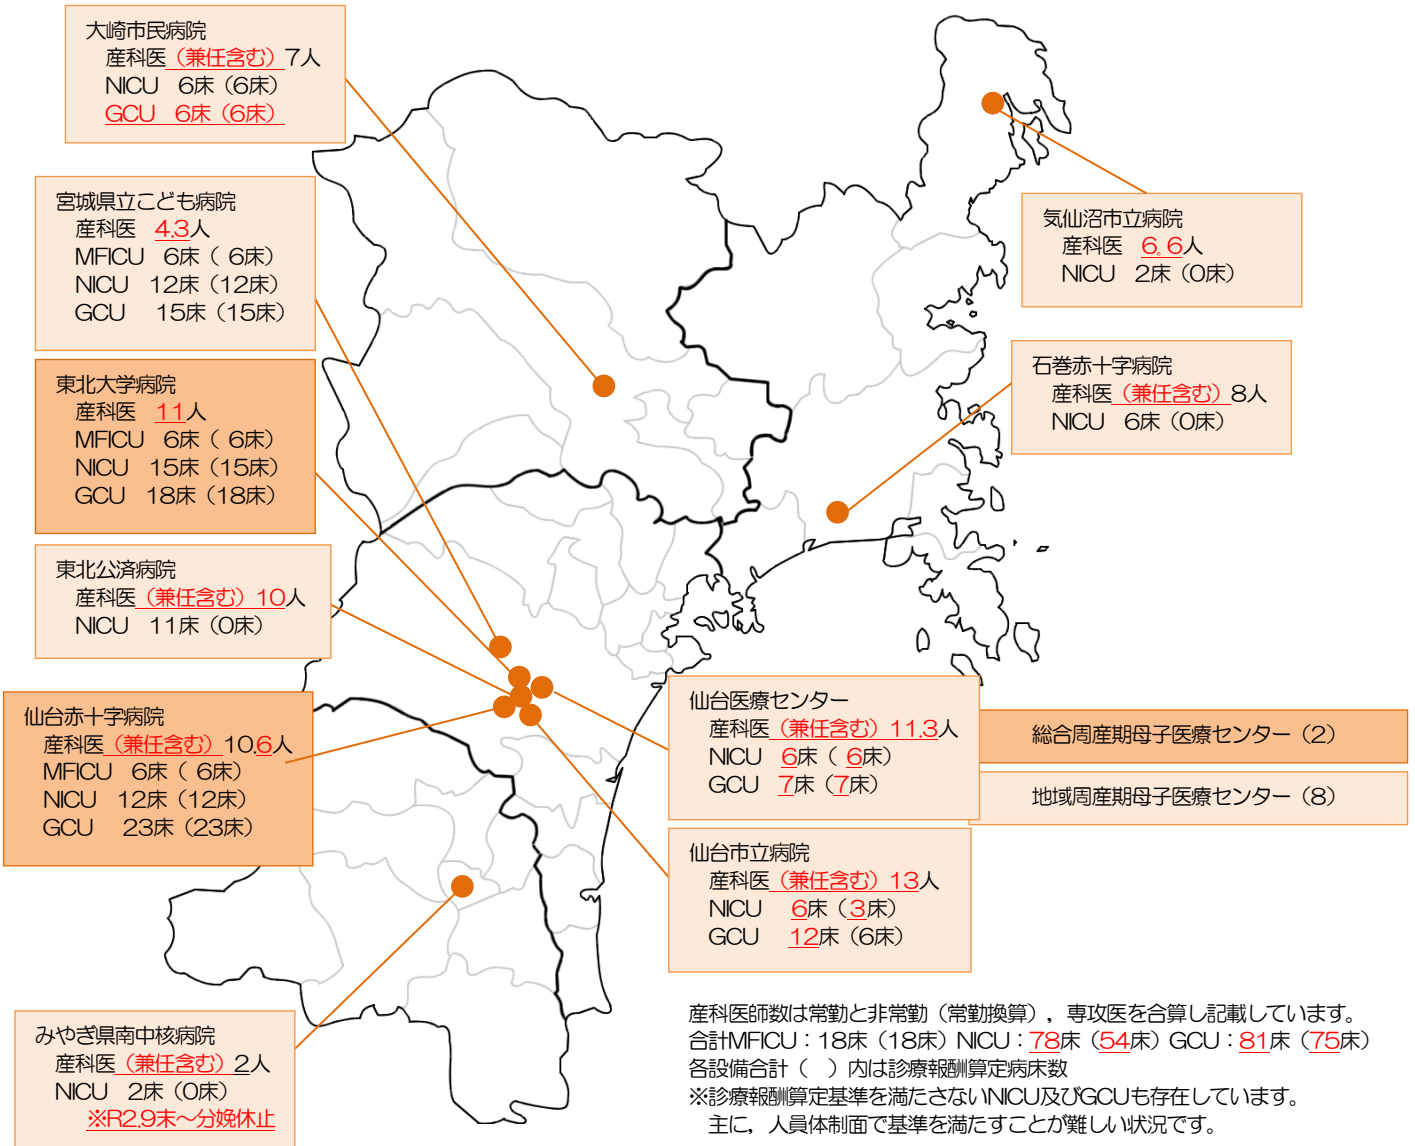 大崎市民病院
産科医（兼任含む）7人
NICU 6床（6床）
GCU 6床（6床）
宮城県立こども病院
産科医 4.3人
MFICU 6床（ 6床）
NICU 12床（12床）
GCU 15床（15床）
東北大学病院
産科医 11人
MFICU 6床（ 6床）
NICU 15床（15床）
GCU 18床（18床）
東北公済病院
産科医（兼任含む）10人
NICU 11床（0床）
仙台赤十字病院
産科医（兼任含む）10.6人
MFICU 6床（ 6床）
NICU 12床（12床）
GCU 23床（23床）
みやぎ県南中核病院
産科医（兼任含む）2人
NICU 2床（0床）
※R2.9末～分娩休止
気仙沼市立病院
産科医 6.6人
NICU 2床（0床）
石巻赤十字病院
産科医（兼任含む）8人
NICU 6床（0床）
仙台医療センター
産科医（兼任含む）11.3人
NICU 6床（ 6床）
GCU 7床（7床）
仙台市立病院
産科医（兼任含む）13人
NICU 6床（3床）
GCU 12床（6床）
総合周産期母子医療センター（2）
地域周産期母子医療センター（8）
産科医師数は常勤と非常勤（常勤換算），専攻医を合算し記載しています。
合計MFICU：18床（18床）NICU：78床（54床）GCU：81床（75床）
各設備合計（ ）内は診療報酬算定病床数
※診療報酬算定基準を満たさないNICU及びGCUも存在しています。
主に，人員体制面で基準を満たすことが難しい状況です。